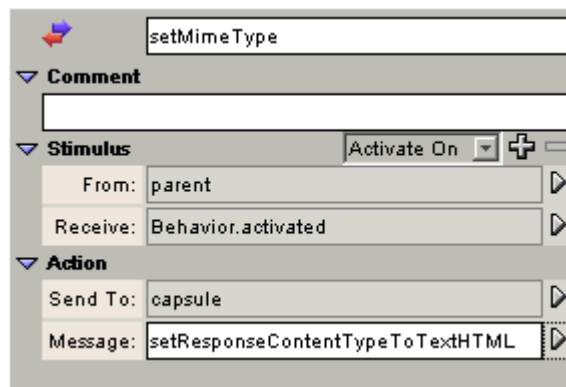 setMimeType
Comment
Stimulus Activate On
From: parent
Receive: Behavior.activated
Action
Send To: capsule
Message: setResponseContentTypeToTextHTML